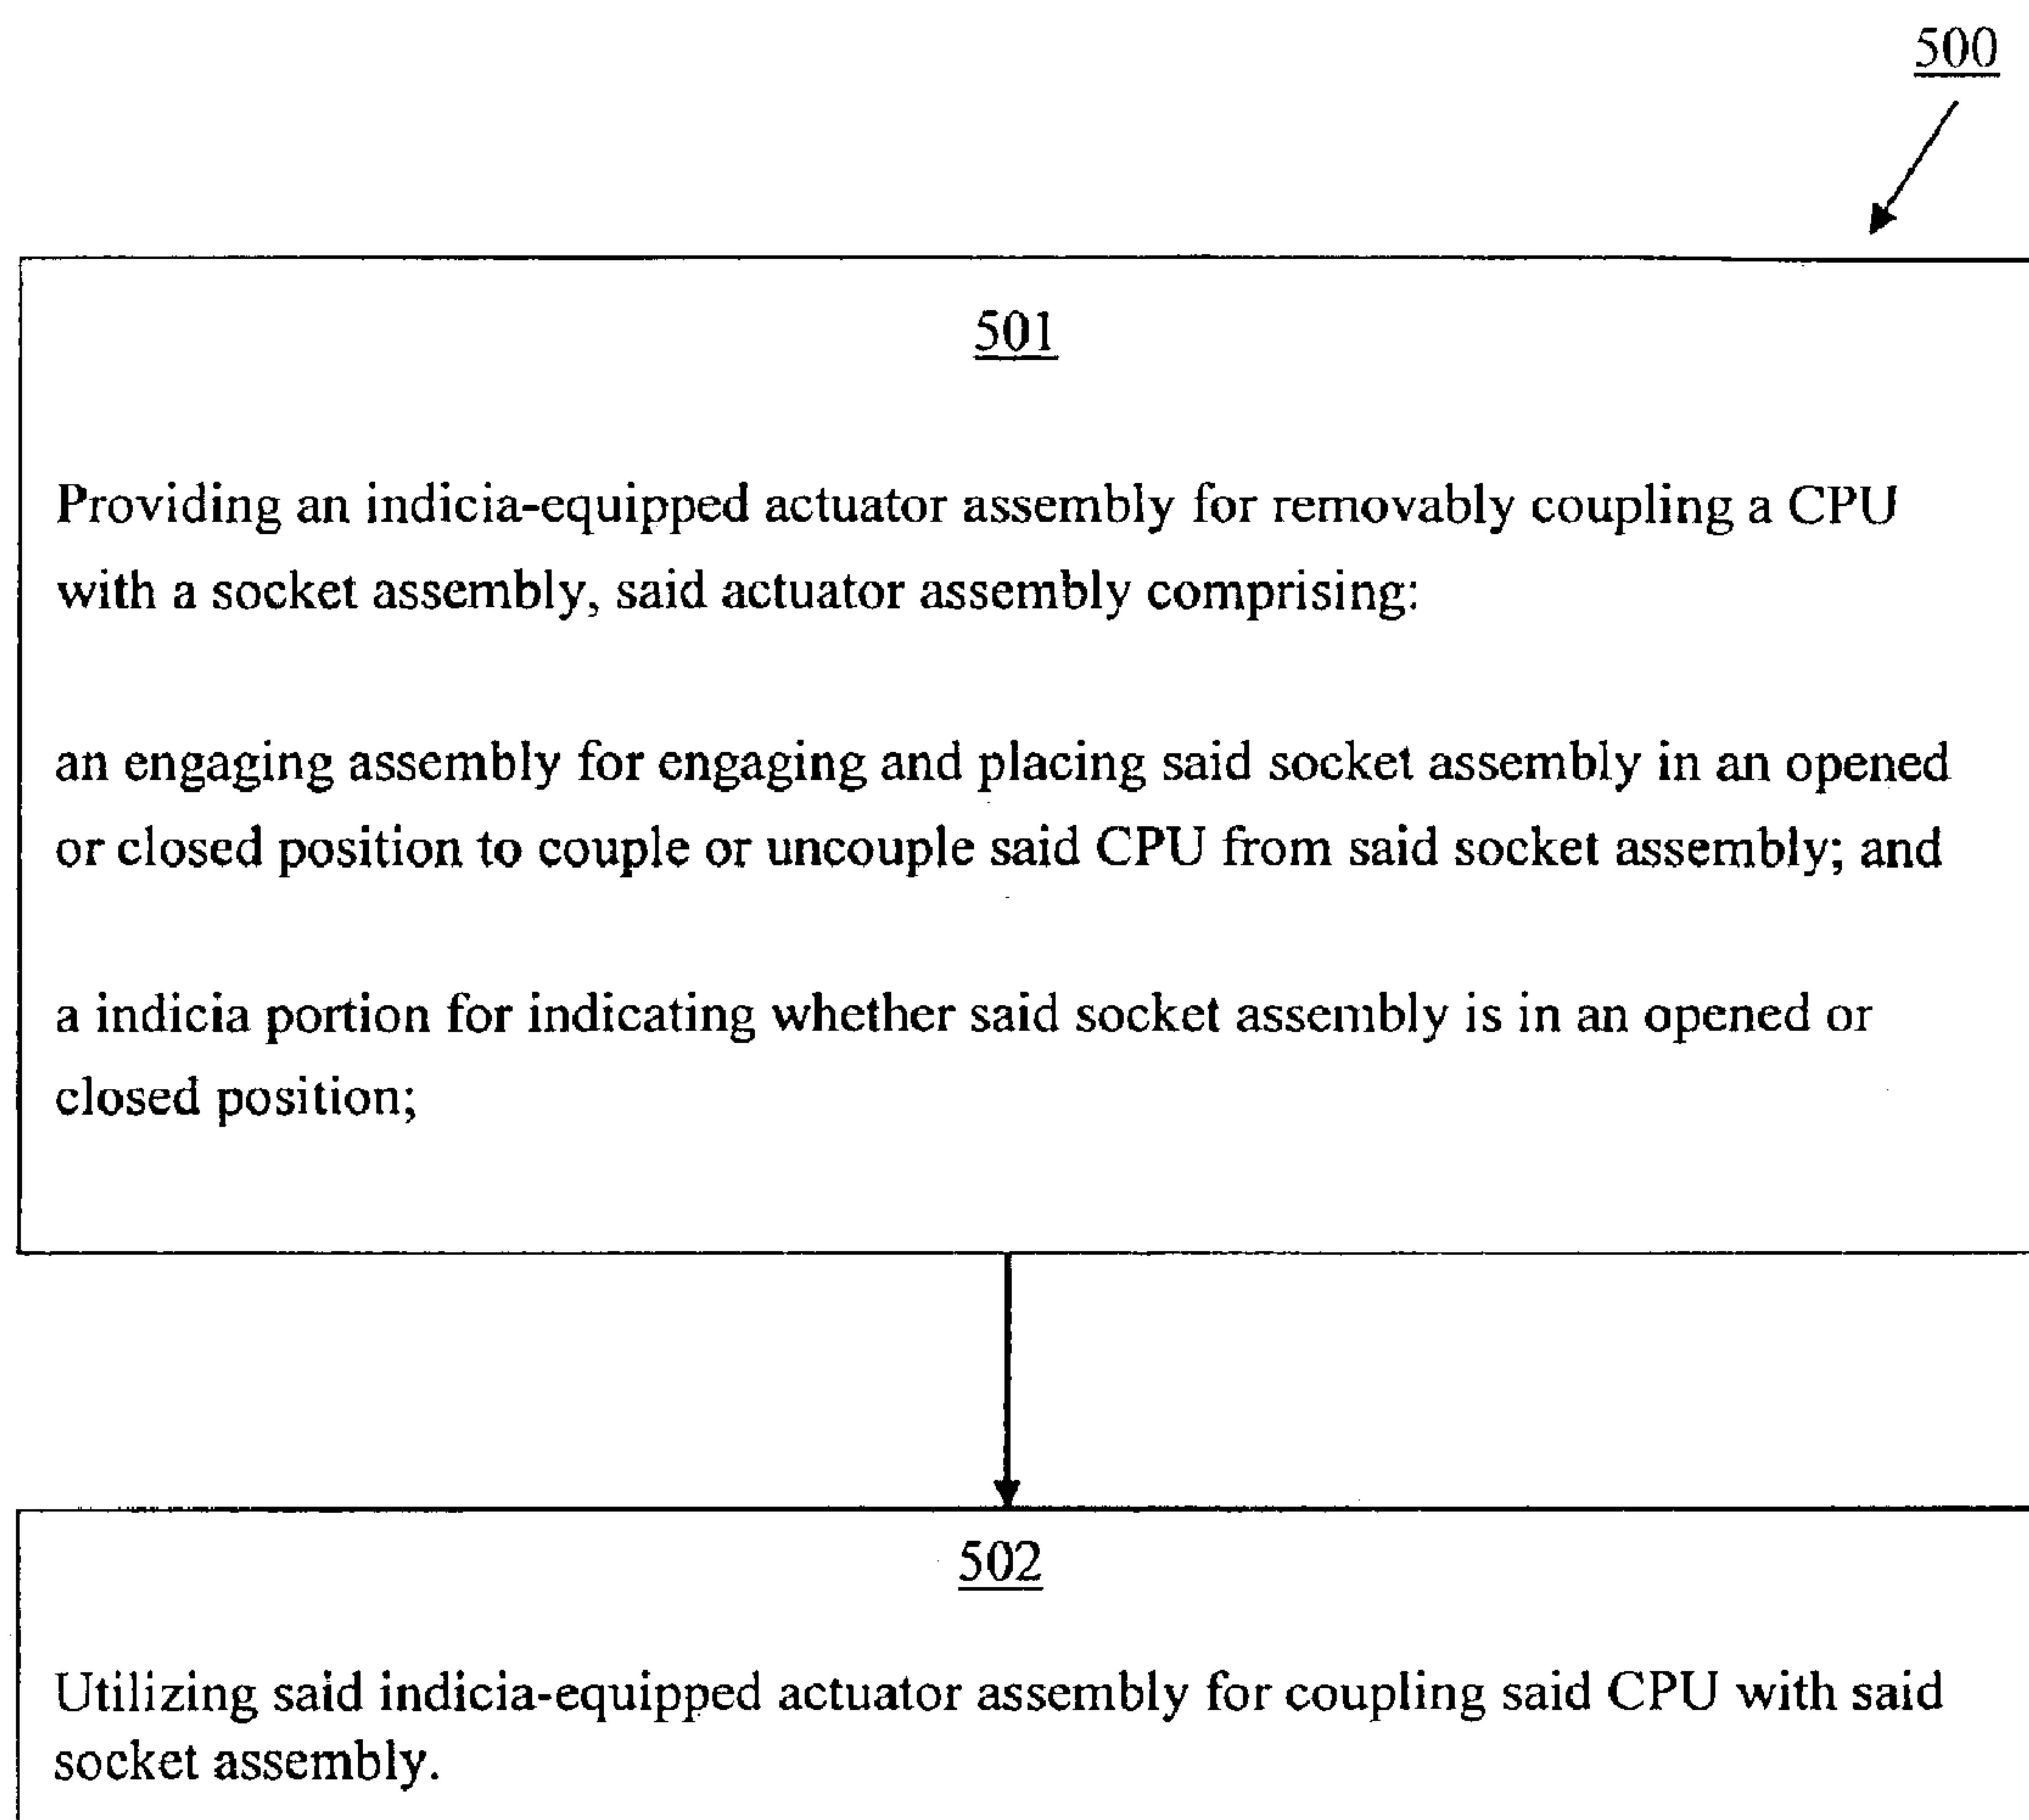 500
501
Providing an indicia-equipped actuator assembly for removably coupling a CPU
with a socket assembly, said actuator assembly comprising:
an engaging assembly for engaging and placing said socket assembly in an opened
or closed position to couple or uncouple said CPU from said socket assembly; and
a indicia portion for indicating whether said socket assembly is in an opened or
closed position;
502
Utilizing said indicia-equipped actuator assembly for coupling said CPU with said
socket assembly.